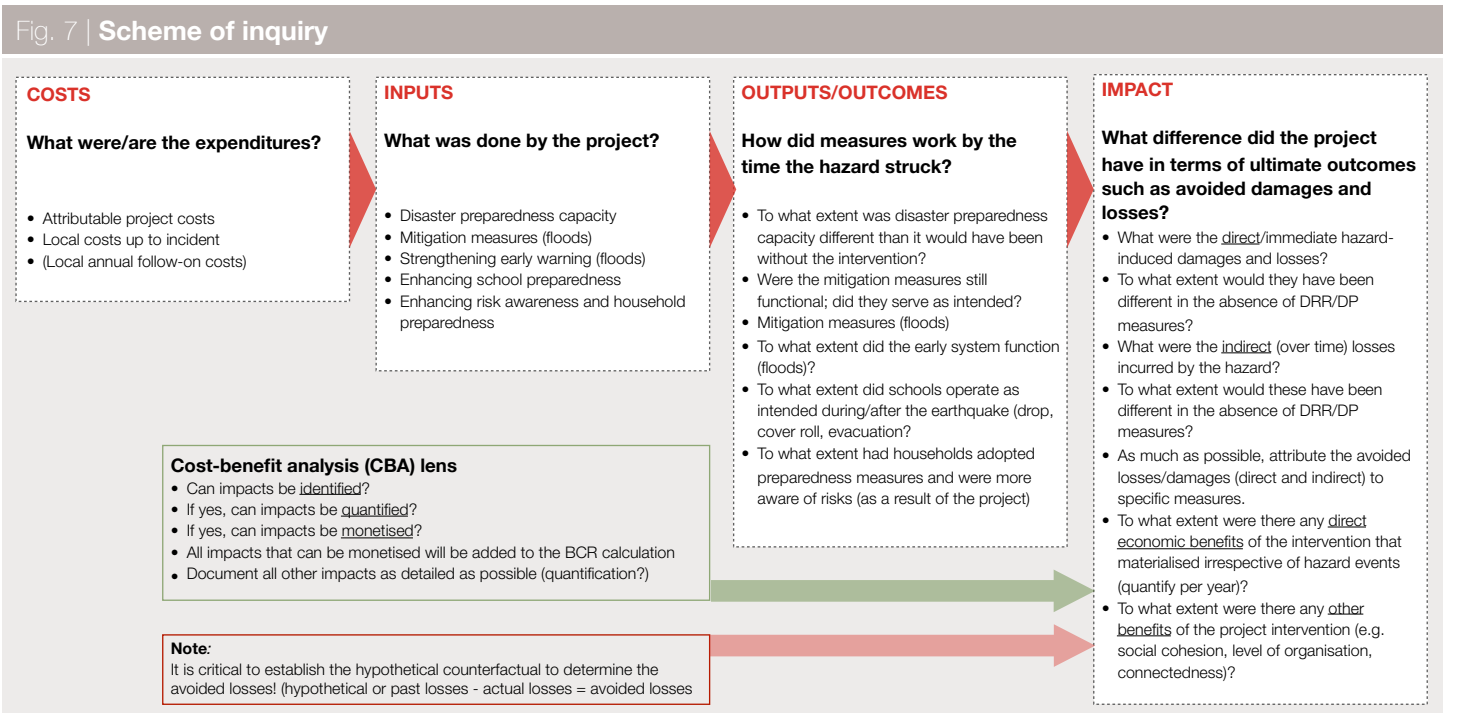 Fig. 7 | Scheme of inquiry
COSTS
What were/are the expenditures?
• Attributable project costs
• Local costs up to incident
• (Local annual follow-on costs)
INPUTS
What was done by the project?
• Disaster preparedness capacity
• Mitigation measures (floods)
• Strengthening early warning (floods)
• Enhancing school preparedness
• Enhancing risk awareness and household
preparedness
OUTPUTS/OUTCOMES
How did measures work by the
time the hazard struck?
• To what extent was disaster preparedness
capacity different than it would have been
without the intervention?
• Were the mitigation measures still
functional; did they serve as intended?
• Mitigation measures (floods)
• To what extent did the early system function
(floods)?
• To what extent did schools operate as
intended during/after the earthquake (drop,
cover roll, evacuation?
• To what extent had households adopted
preparedness measures and were more
aware of risks (as a result of the project)
IMPACT
What difference did the project
have in terms of ultimate outcomes
such as avoided damages and
losses?
• What were the direct/immediate hazard-
induced damages and losses?
• To what extent would they have been
different in the absence of DRR/DP
measures?
• What were the indirect (over time) losses
incurred by the hazard?
• To what extent would these have been
different in the absence of DRR/DP
measures?
• As much as possible, attribute the avoided
losses/damages (direct and indirect) to
specific measures.
• To what extent were there any direct
economic benefits of the intervention that
materialised irrespective of hazard events
(quantify per year)?
• To what extent were there any other
benefits of the project intervention (e.g.
social cohesion, level of organisation,
connectedness)?
Cost-benefit analysis (CBA) lens
• Can impacts be identified?
• If yes, can impacts be quantified?
• If yes, can impacts be monetised?
• All impacts that can be monetised will be added to the BCR calculation
• Document all other impacts as detailed as possible (quantification?)
Note:
It is critical to establish the hypothetical counterfactual to determine the
avoided losses! (hypothetical or past losses - actual losses = avoided losses